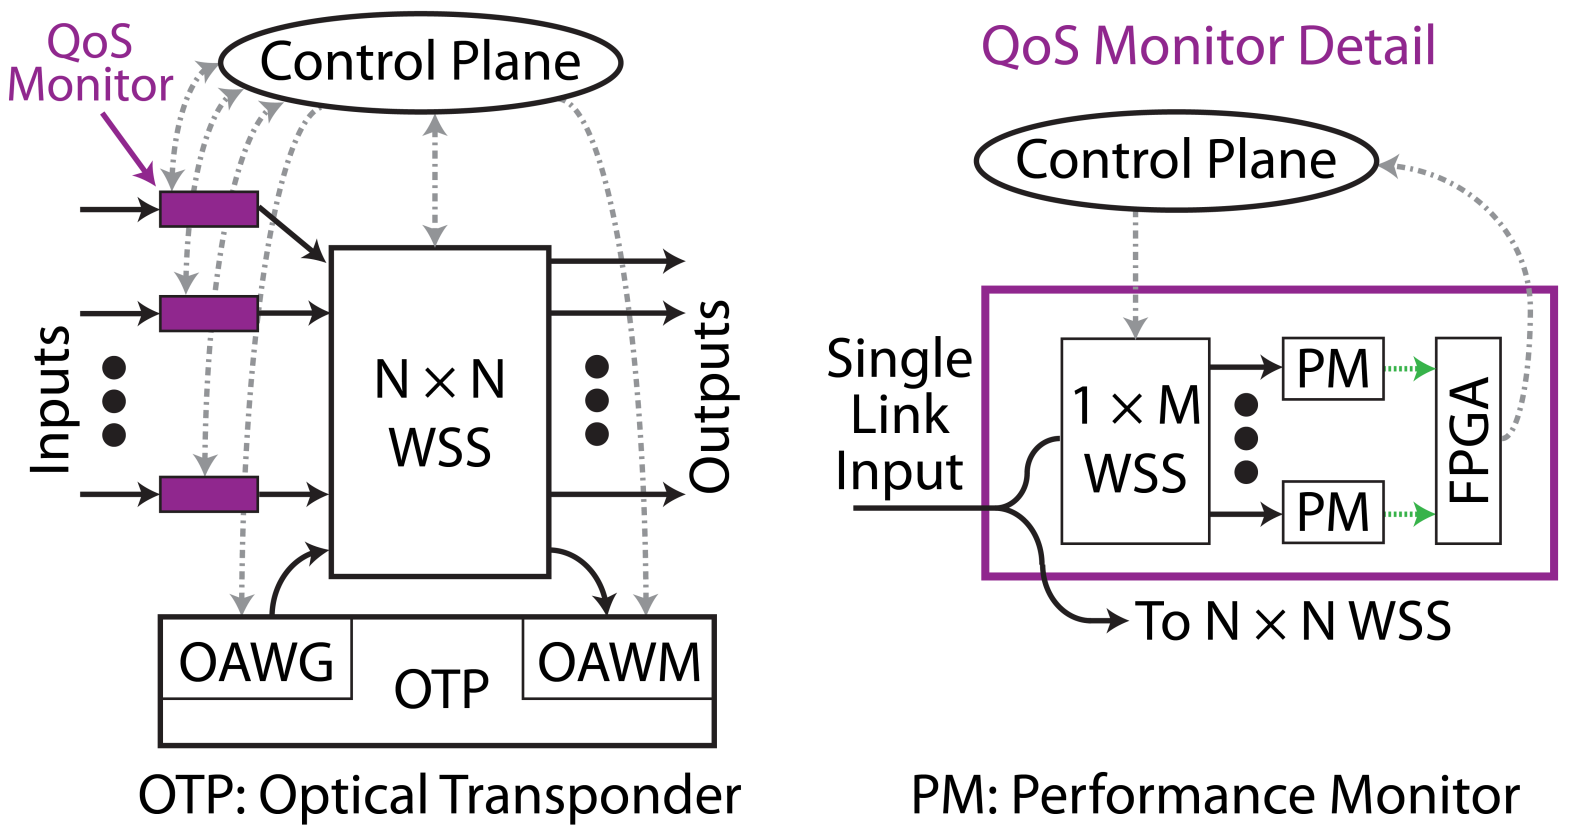 QoS
Monitor
Control Plane
Inputs
N × N
WSS
Outputs
OAWG
OTP
OAWM
OTP: Optical Transponder
QoS Monitor Detail
Control Plane
Single
Link
Input
1 × M
WSS
PM
PM
FPGA
To N × N WSS
PM: Performance Monitor